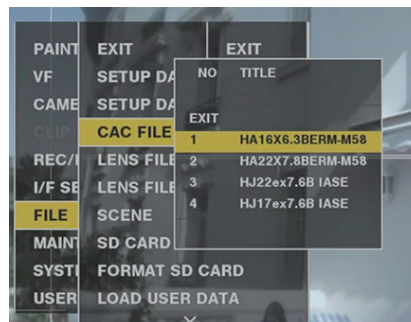 PAINT
VF
CAME
CLIP
REC/
I/F SE
FILE
MAINT
SYST
USER
EXIT
SETUP DA
SETUP DA
CAC FILE
LENS FILE
LENS FILE
SCENE
SD CARD
FORMAT SD CARD
LOAD USER DATA
EXIT
NO TITLE
EXIT
1 HA16X6.3BERM-M58
2 HA22X7.8BERM-M58
3 HJ22ex7.6B IASE
4 HJ17ex7.6B IASE